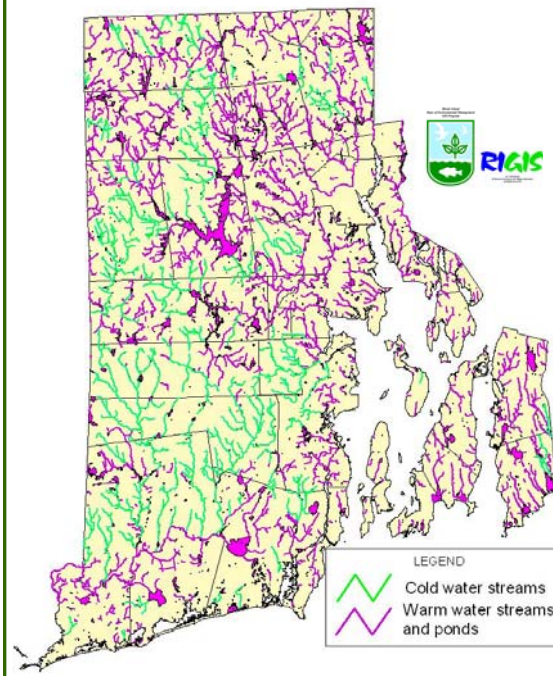 RIGIS
LEGEND
Cold water streams
Warm water streams
and ponds